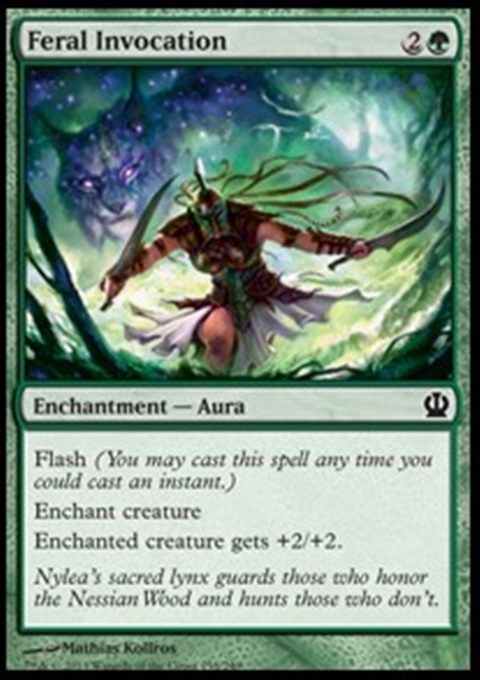 Feral Invocation 2
Enchantment — Aura
Flash (You may cast this spell any time you
could cast an instant.)
Enchant creature
Enchanted creature gets +2/+2.
Nylea's sacred lynx guards those who honor
the Nessian Wood and hunts those who don't.
Mathias Kollros